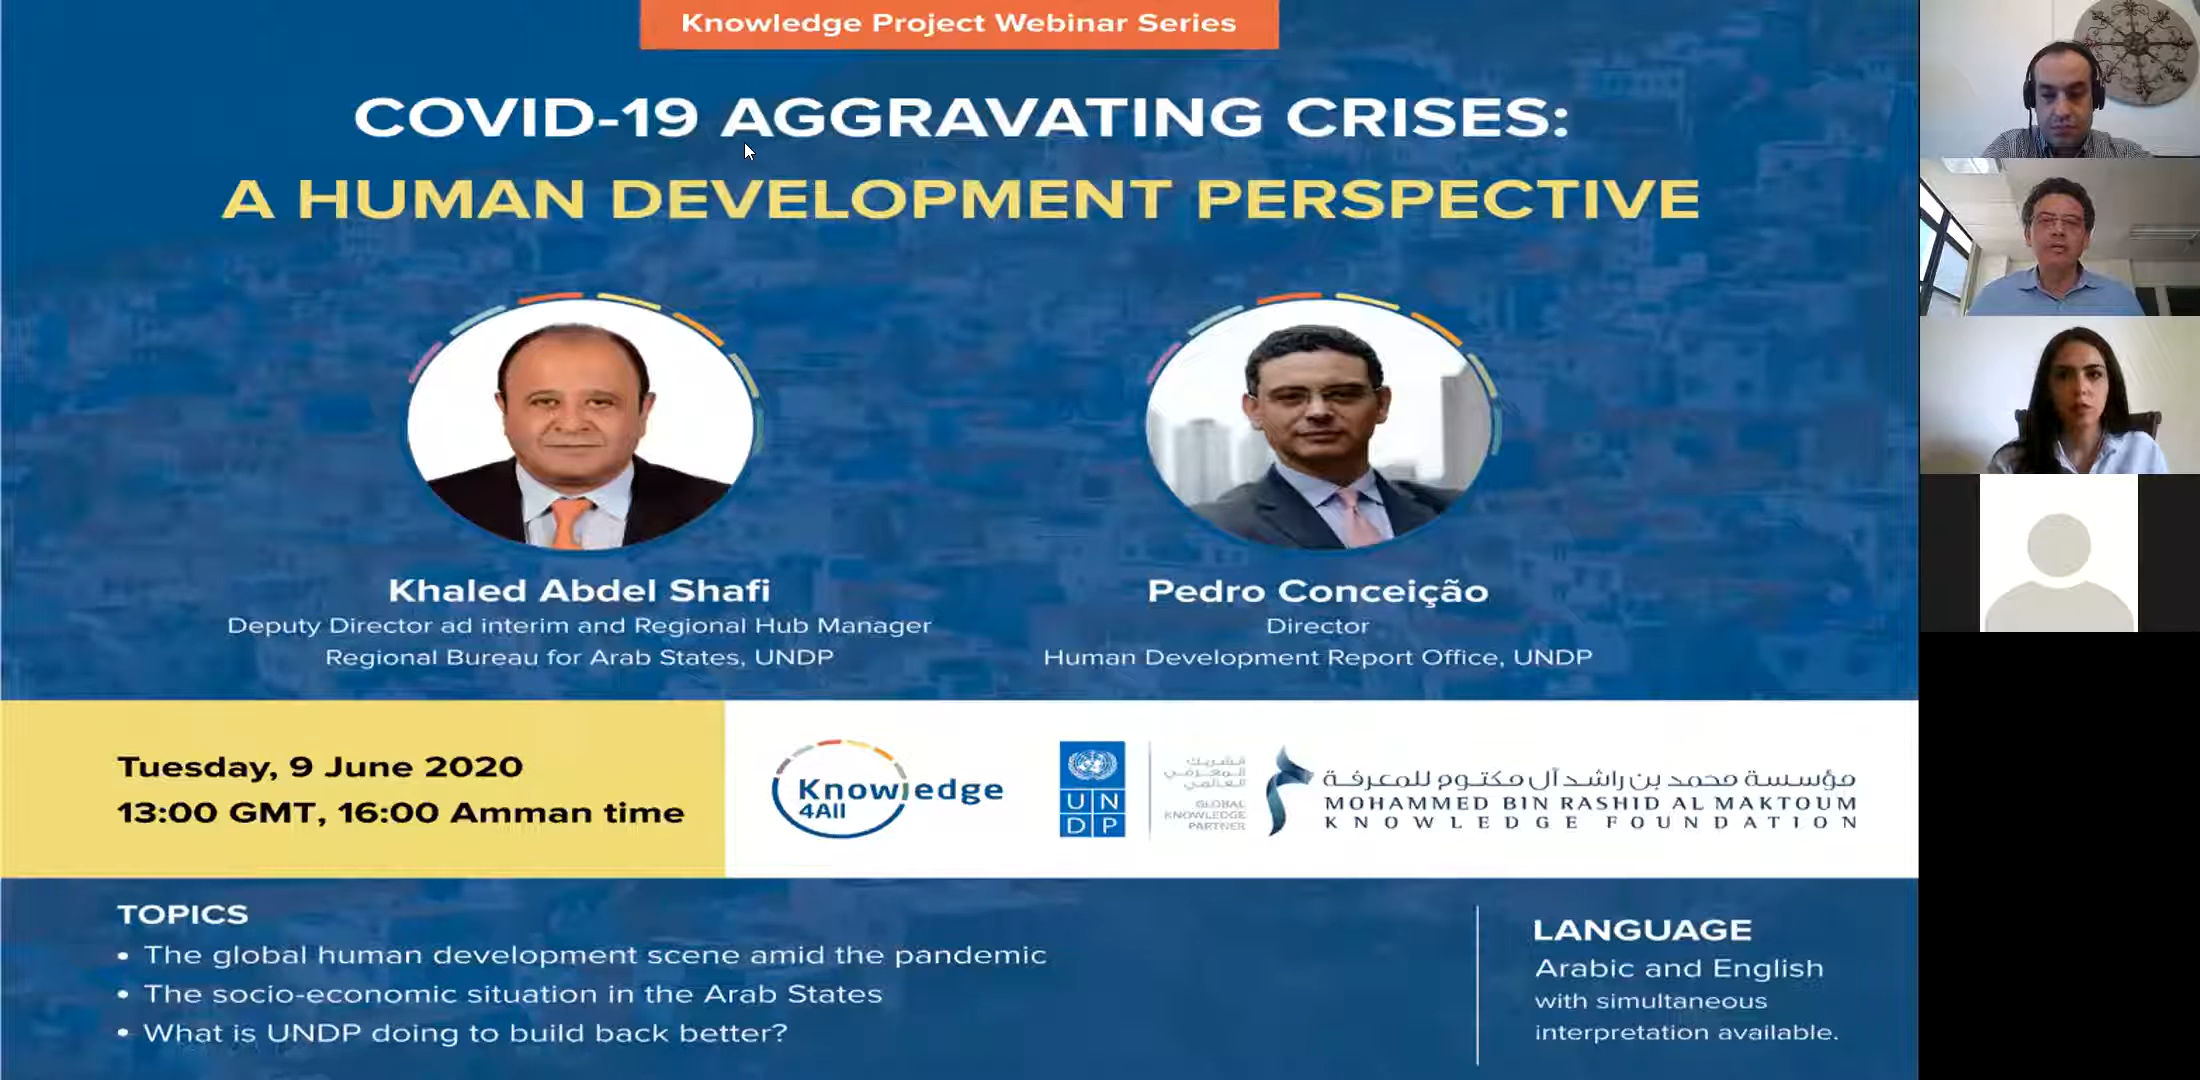 Knowledge Project Webinar Series
COVID-19 AGGRAVATING CRISES:
A HUMAN DEVELOPMENT PERSPECTIVE
Khaled Abdel Shafi
Deputy Director ad interim and Regional Hub Manager
Regional Bureau for Arab States, UNDP
Pedro Conceição
Director
Human Development Report Office, UNDP
Tuesday, 9 June 2020
13:00 GMT, 16:00 Amman time
Knowledge
4All
UN
DP
الشريك
المعرفي
العالمي
GLOBAL
KNOWLEDGE
PARTNER
مؤسسة محمد بن راشد آل مكتوم للمعرفة
MOHAMMED BIN RASHID AL MAKTOUM
KNOWLEDGE FOUNDATION
TOPICS
• The global human development scene amid the pandemic
• The socio-economic situation in the Arab States
• What is UNDP doing to build back better?
LANGUAGE
Arabic and English
with simultaneous
interpretation available.